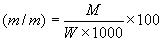 (m/m) = M / (W × 1000) × 100